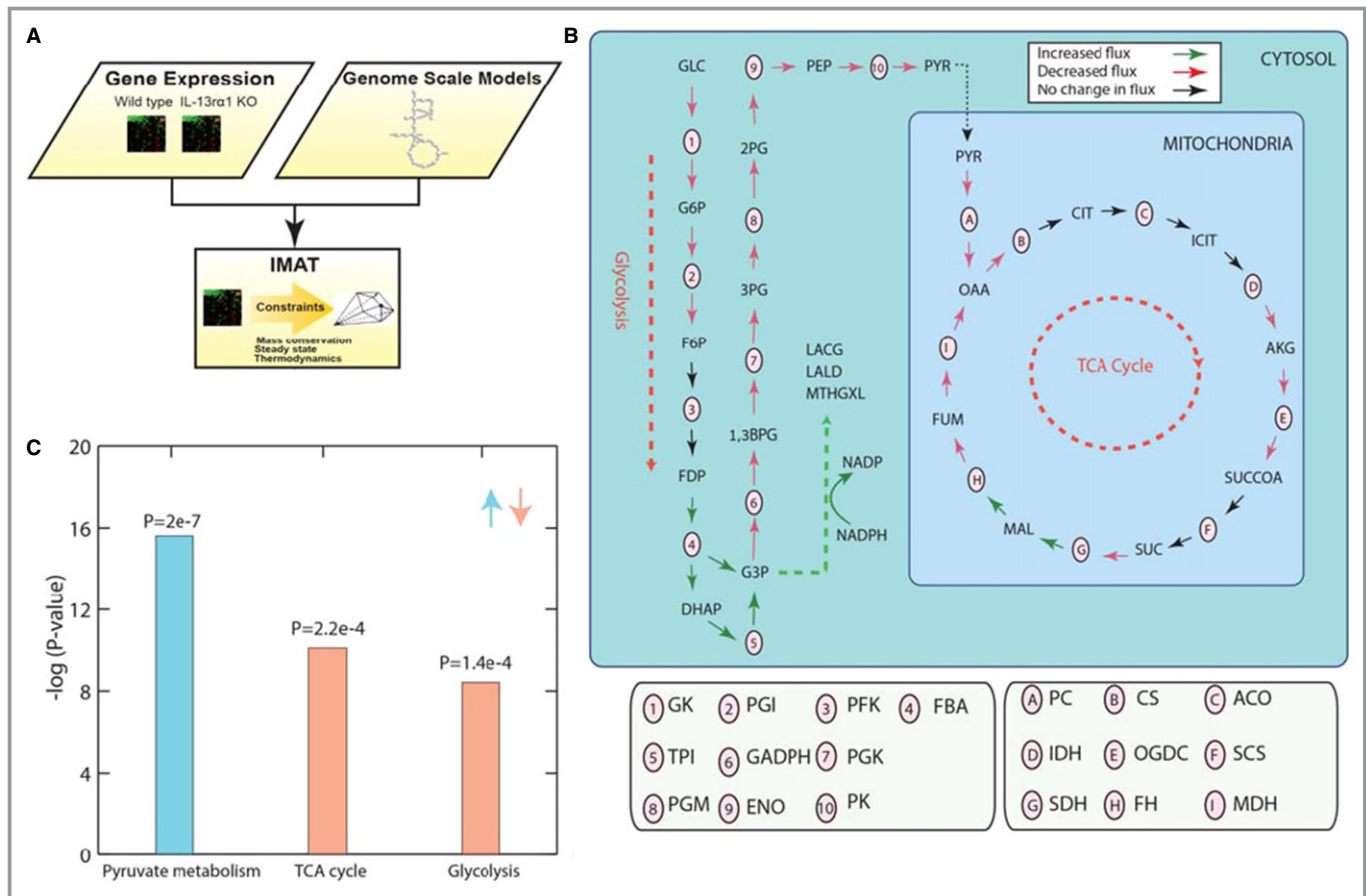 A
Gene Expression
Wild type IL-13rα1 KO
Genome Scale Models
IMAT
Constraints
Mass conservation
Steady state
Thermodynamics
B
CYTOSOL
Increased flux
Decreased flux
No change in flux
MITOCHONDRIA
Glycolysis
GLC
1
G6P
2
F6P
3
FDP
4
DHAP
5
G3P
6
1,3BPG
7
3PG
8
2PG
9
PEP
10
PYR
LACG
LALD
MTHGXL
NADP
NADPH
PYR
A
OAA
B
CIT
C
ICIT
D
AKG
E
SUCCOA
F
SUC
G
MAL
H
FUM
I
TCA Cycle
1 GK 2 PGI 3 PFK 4 FBA
5 TPI 6 GADPH 7 PGK
8 PGM 9 ENO 10 PK
A PC B CS C ACO
D IDH E OGDC F SCS
G SDH H FH I MDH
C
-log (P-value)
20
16
12
8
4
0
P=2e-7
P=2.2e-4
P=1.4e-4
Pyruvate metabolism TCA cycle Glycolysis